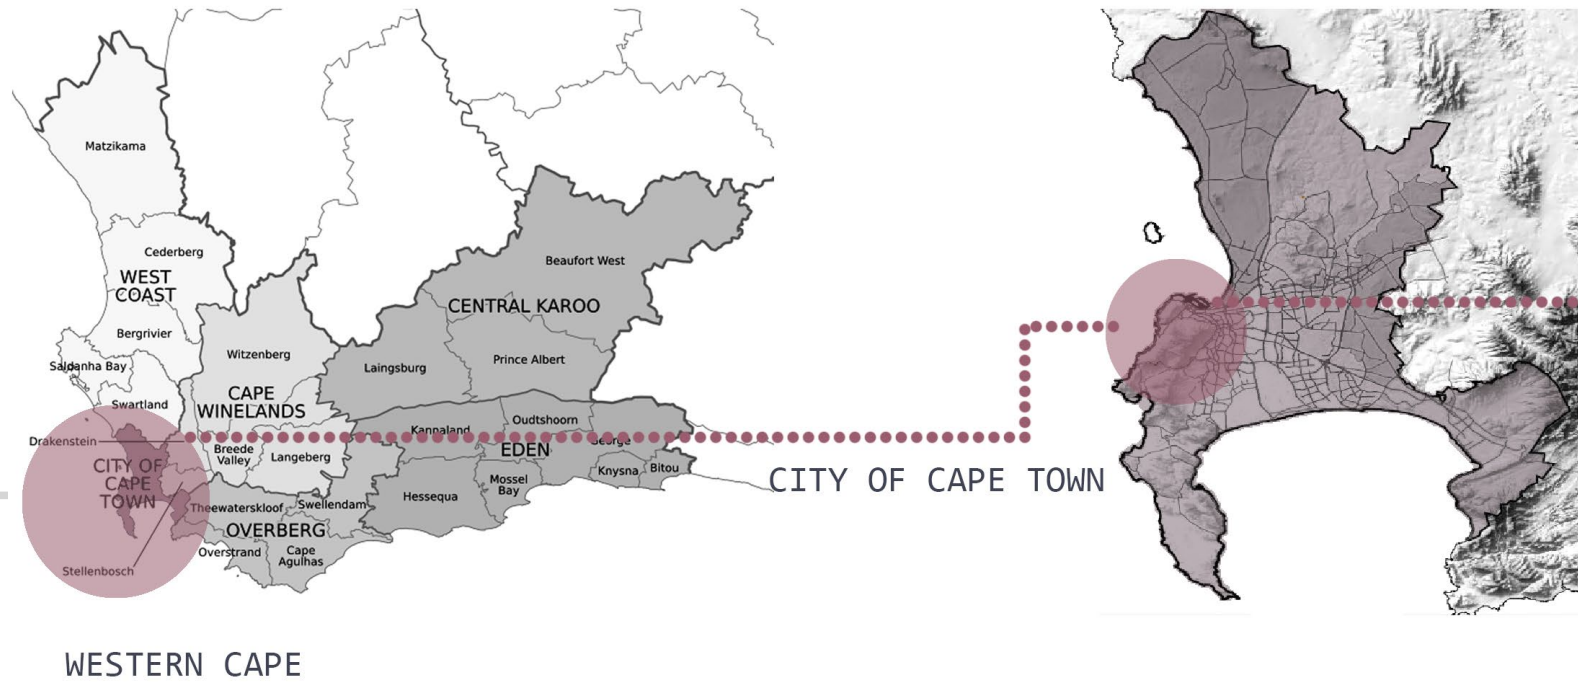 Matzikama
Cederberg
WEST
COAST
Bergrivier
Saldanha Bay
Swartland
Drakenstein
CITY OF
CAPE
TOWN
Stellenbosch
Witzenberg
CAPE
WINELANDS
Breede
Valley
Langeberg
Theewaterskloof
Swellendam
OVERBERG
Overstrand
Cape
Agulhas
Beaufort West
CENTRAL KAROO
Laingsburg
Prince Albert
Kannaland
Oudtshoorn
George
EDEN
Hessequa
Mossel
Bay
Knysna
Bitou
CITY OF CAPE TOWN
WESTERN CAPE